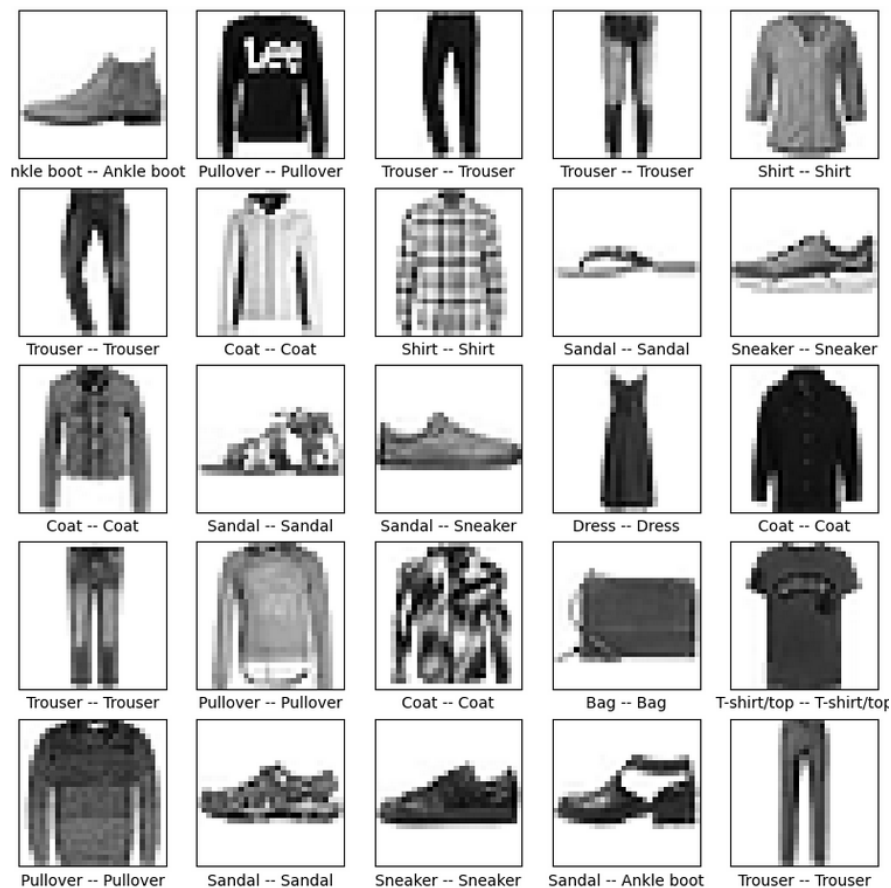 Lee
nkle boot -- Ankle boot Pullover -- Pullover Trouser -- Trouser Trouser -- Trouser Shirt -- Shirt
Trouser -- Trouser Coat -- Coat Shirt -- Shirt Sandal -- Sandal Sneaker -- Sneaker
Coat -- Coat Sandal -- Sandal Sandal -- Sneaker Dress -- Dress Coat -- Coat
Trouser -- Trouser Pullover -- Pullover Coat -- Coat Bag -- Bag T-shirt/top -- T-shirt/top
Pullover -- Pullover Sandal -- Sandal Sneaker -- Sneaker Sandal -- Ankle boot Trouser -- Trouser